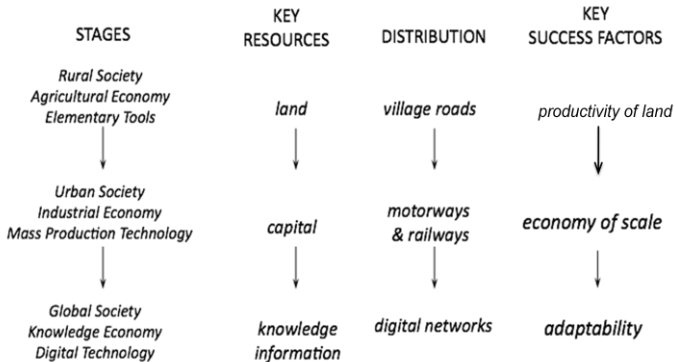 STAGES
KEY
RESOURCES
DISTRIBUTION
KEY
SUCCESS FACTORS
Rural Society
Agricultural Economy
Elementary Tools
land
village roads
productivity of land
Urban Society
Industrial Economy
Mass Production Technology
capital
motorways
& railways
economy of scale
Global Society
Knowledge Economy
Digital Technology
knowledge
information
digital networks
adaptability